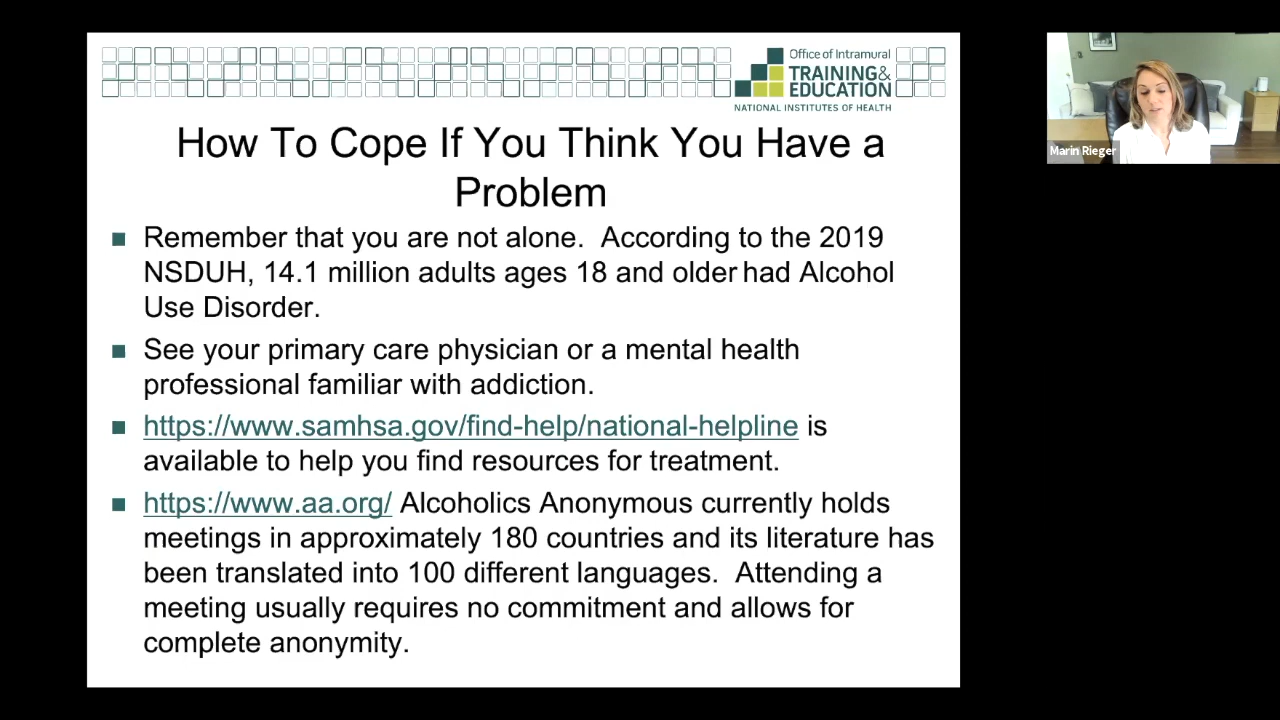 Office of Intramural
TRAINING&
EDUCATION
NATIONAL INSTITUTES OF HEALTH
Marin Rieger
How To Cope If You Think You Have a
Problem
Remember that you are not alone.  According to the 2019
NSDUH, 14.1 million adults ages 18 and older had Alcohol
Use Disorder.
See your primary care physician or a mental health
professional familiar with addiction.
https://www.samhsa.gov/find-help/national-helpline is
available to help you find resources for treatment.
https://www.aa.org/ Alcoholics Anonymous currently holds
meetings in approximately 180 countries and its literature has
been translated into 100 different languages.  Attending a
meeting usually requires no commitment and allows for
complete anonymity.